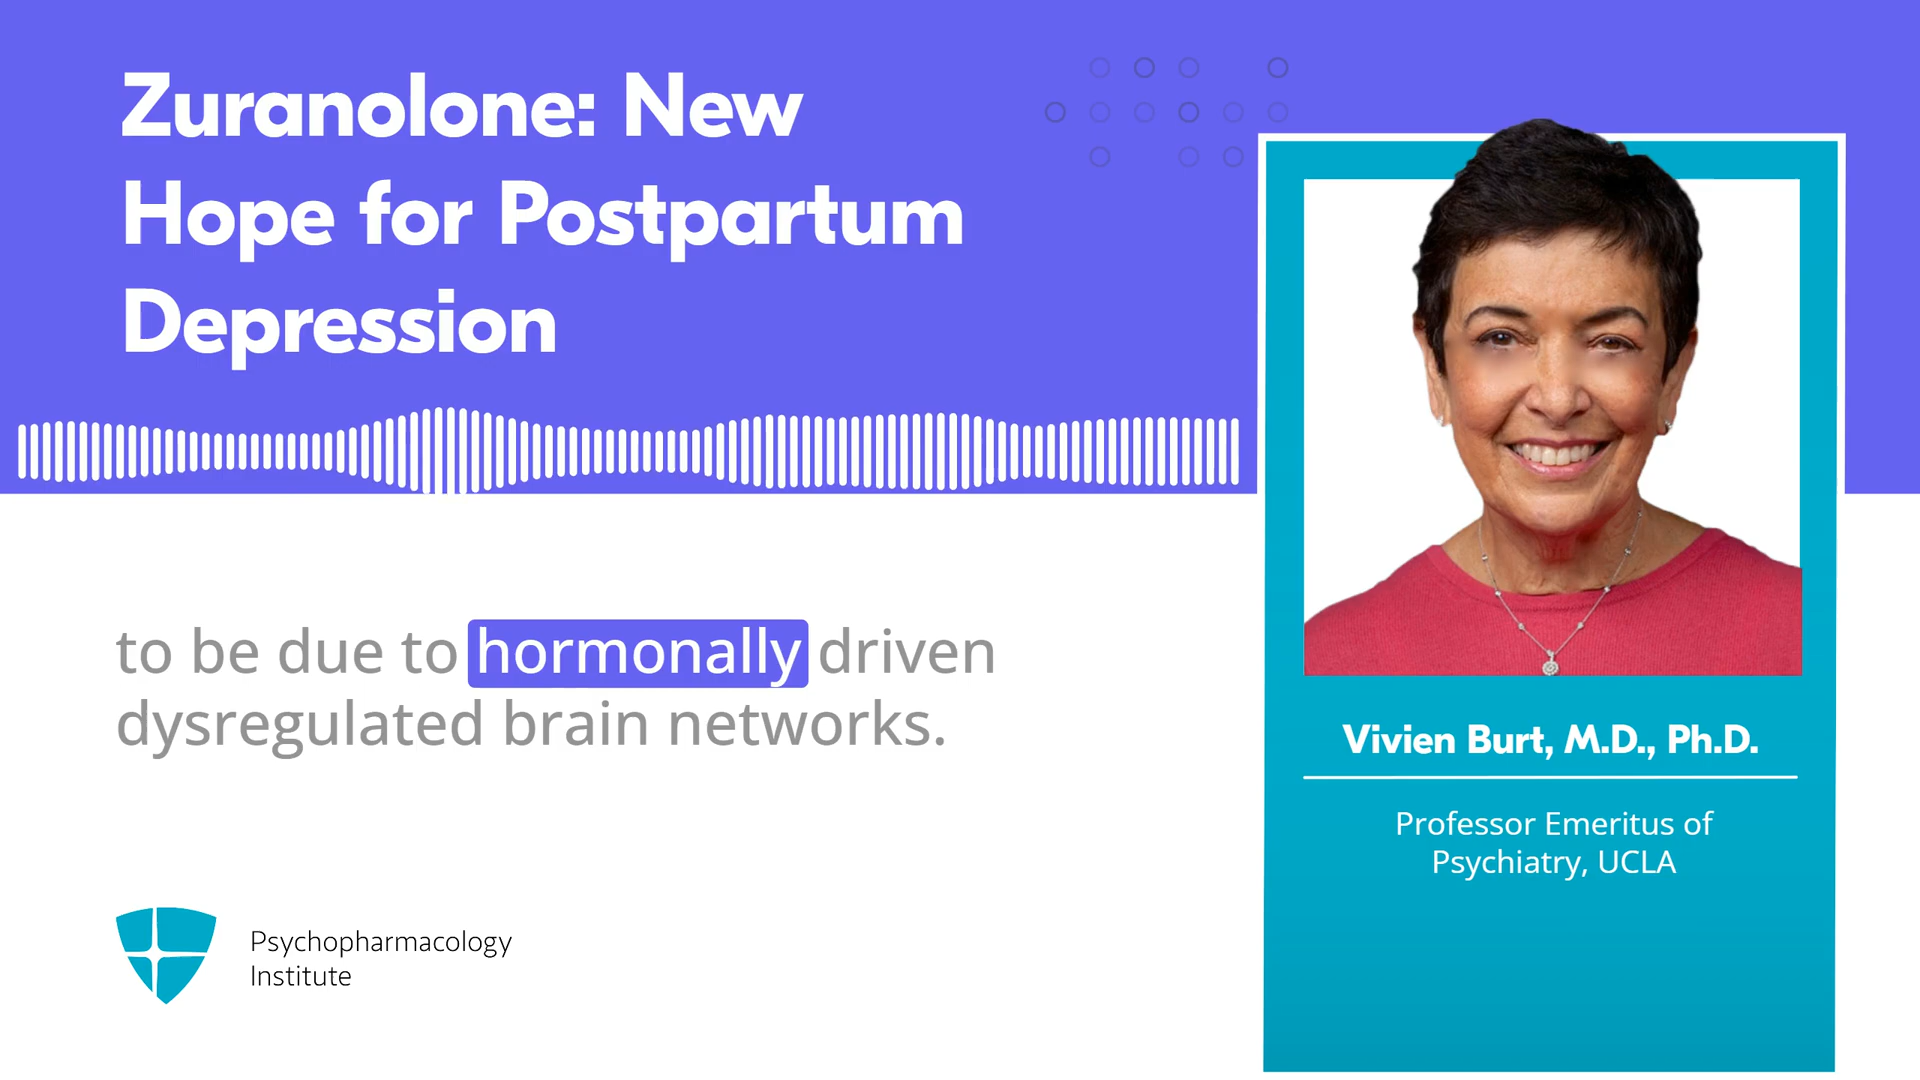 Zuranolone: New
Hope for Postpartum
Depression
to be due to hormonally driven
dysregulated brain networks.
Psychopharmacology
Institute
Vivien Burt, M.D., Ph.D.
Professor Emeritus of
Psychiatry, UCLA